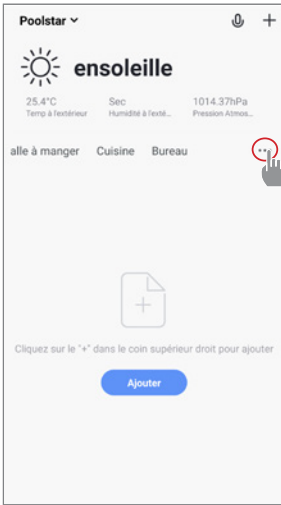 Poolstar
ensoleille
25.4°C Sec 1014.37hPa
Temp à l'extérieur Humidité à l'exté... Pression Atmos...
alle à manger Cuisine Bureau
Cliquez sur le "+" dans le coin supérieur droit pour ajouter
Ajouter